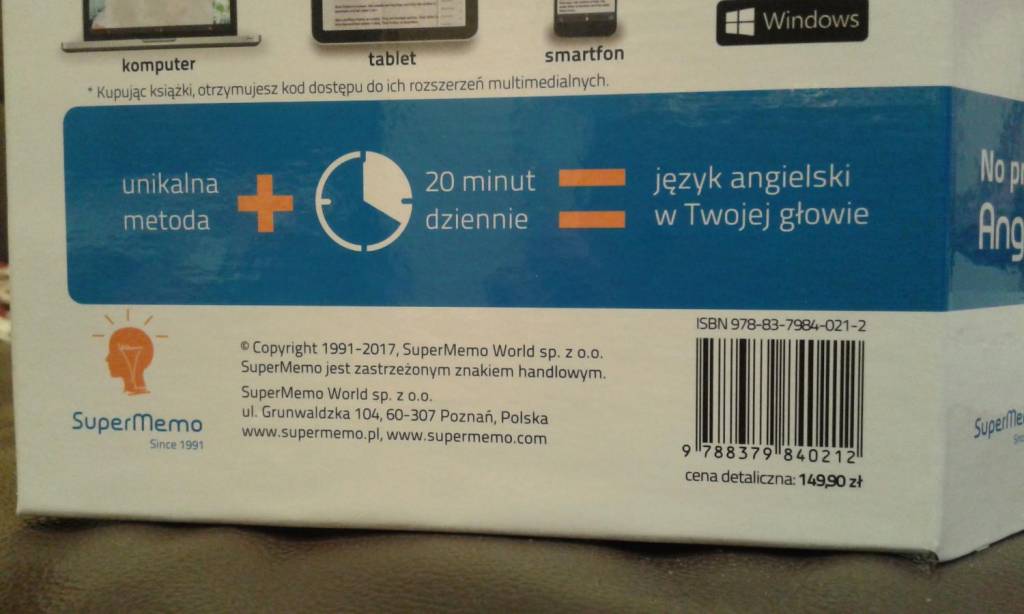 komputer
tablet
smartfon
Windows
* Kupując książki, otrzymujesz kod dostępu do ich rozszerzeń multimedialnych.
unikalna
metoda
20 minut
dziennie
język angielski
w Twojej głowie
No
Ang
ISBN 978-83-7984-021-2
9 788379 840212
cena detaliczna: 149,90 zł
© Copyright 1991-2017, SuperMemo World sp. z o.o.
SuperMemo jest zastrzeżonym znakiem handlowym.
SuperMemo World sp. z o.o.
ul. Grunwaldzka 104, 60-307 Poznań, Polska
www.supermemo.pl, www.supermemo.com
SuperMemo
Since 1991